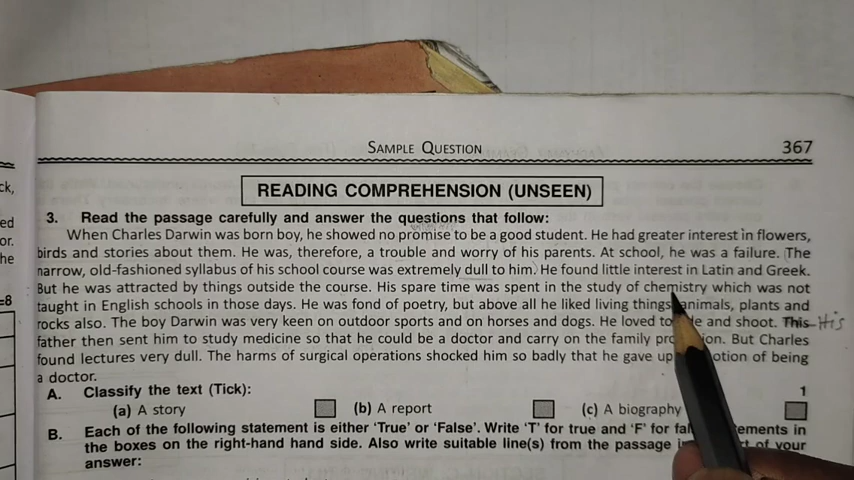 SAMPLE QUESTION 367
READING COMPREHENSION (UNSEEN)
ck,
3. Read the passage carefully and answer the questions that follow:
ed
When Charles Darwin was born boy, he showed no promise to be a good student. He had greater interest in flowers,
or.
birds and stories about them. He was, therefore, a trouble and worry of his parents. At school, he was a failure. The
he
narrow, old-fashioned syllabus of his school course was extremely dull to him. He found little interest in Latin and Greek.
But he was attracted by things outside the course. His spare time was spent in the study of chemistry which was not
=8
taught in English schools in those days. He was fond of poetry, but above all he liked living things animals, plants and
rocks also. The boy Darwin was very keen on outdoor sports and on horses and dogs. He loved to and shoot. This His
father then sent him to study medicine so that he could be a doctor and carry on the family But Charles
found lectures very dull. The harms of surgical operations shocked him so badly that he gave up of being
a doctor.
A. Classify the text (Tick): 1
(a) A story (b) A report (c) A biography
B. Each of the following statement is either 'True' or 'False'. Write 'T' for true and 'F' for in
the boxes on the right-hand hand side. Also write suitable line(s) from the passage of your
answer: